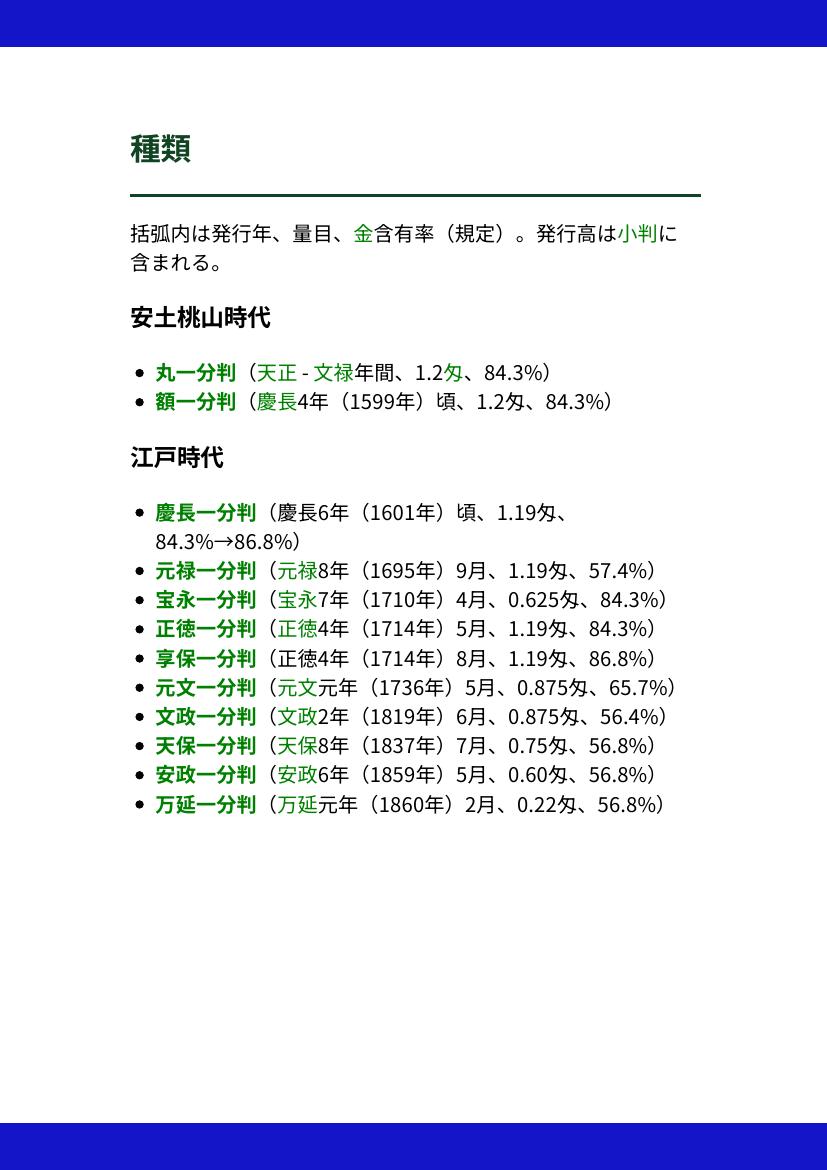 種類
括弧内は発行年、量目、金含有率（規定）。発行高は小判に
含まれる。
安土桃山時代
• 丸一分判（天正 - 文禄年間、1.2匁、84.3%）
• 額一分判（慶長4年（1599年）頃、1.2匁、84.3%）
江戸時代
• 慶長一分判（慶長6年（1601年）頃、1.19匁、
84.3%→86.8%）
• 元禄一分判（元禄8年（1695年）9月、1.19匁、57.4%）
• 宝永一分判（宝永7年（1710年）4月、0.625匁、84.3%）
• 正徳一分判（正徳4年（1714年）5月、1.19匁、84.3%）
• 享保一分判（正徳4年（1714年）8月、1.19匁、86.8%）
• 元文一分判（元文元年（1736年）5月、0.875匁、65.7%）
• 文政一分判（文政2年（1819年）6月、0.875匁、56.4%）
• 天保一分判（天保8年（1837年）7月、0.75匁、56.8%）
• 安政一分判（安政6年（1859年）5月、0.60匁、56.8%）
• 万延一分判（万延元年（1860年）2月、0.22匁、56.8%）